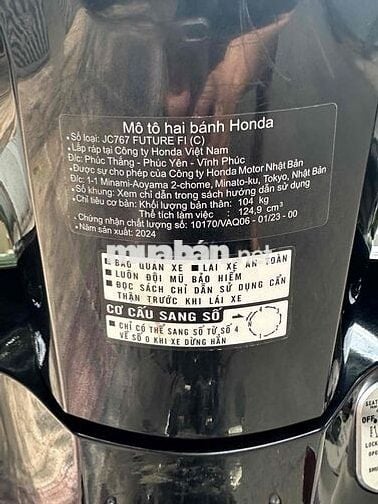 Mô tô hai bánh Honda
• Số loại: JC767 FUTURE FI (C)
• Lắp ráp tại Công ty Honda Việt Nam
Đ/c: Phúc Thắng - Phúc Yên - Vĩnh Phúc
• Được sự cho phép của Công ty Honda Motor Nhật Bản
Đ/c: 1-1 Minami-Aoyama 2-chome, Minato-ku, Tokyo, Nhật Bản
• Số khung: Xem chỉ dẫn trong sách hướng dẫn sử dụng
• Chỉ tiêu cơ bản: Khối lượng bản thân: 104 kg
Thể tích làm việc : 124,9 cm³
• Chứng nhận chất lượng số: 10170/VAQ06 - 01/23 - 00
• Năm sản xuất: 2024
muaban.net
■ BẢO QUẢN XE ■ LÁI XE AN TOÀN
■ LUÔN ĐỘI MŨ BẢO HIỂM
■ ĐỌC SÁCH CHỈ DẪN SỬ DỤNG CẨN
THẬN TRƯỚC KHI LÁI XE
CƠ CẤU SANG SỐ
■ CHỈ CÓ THỂ SANG SỐ TỪ SỐ 4
VỀ SỐ 0 KHI XE DỪNG HẲN
SEAT
OFF
LOCK
OPE